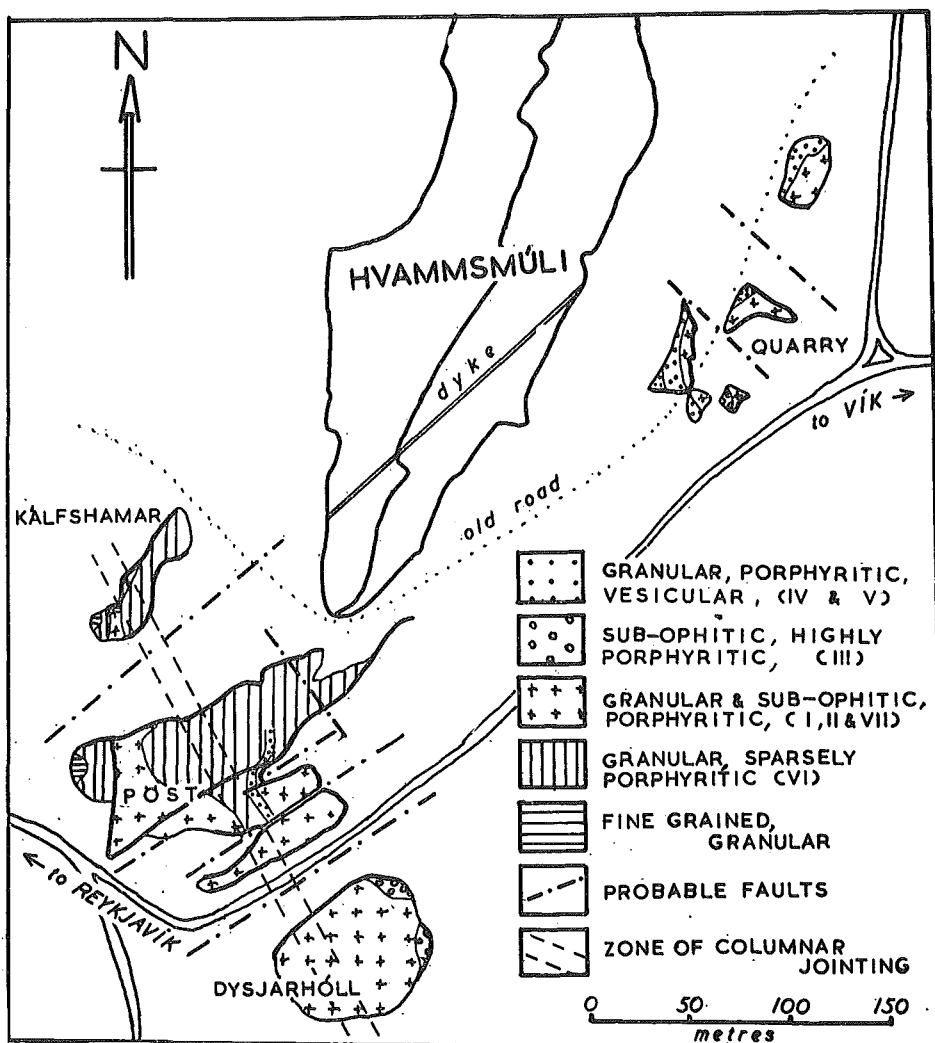 N
HVAMMSMÚLI
dyke
QUARRY
to VÍK →
old road
KÁLFSHAMAR
PÖST
← to REYKJAVÍK
DYSJARHÓLL
GRANULAR, PORPHYRITIC,
VESICULAR, (IV & V)
SUB-OPHITIC, HIGHLY
PORPHYRITIC, (III)
GRANULAR & SUB-OPHITIC,
PORPHYRITIC, (I, II & VII)
GRANULAR, SPARSELY
PORPHYRITIC (VI)
FINE GRAINED,
GRANULAR
PROBABLE FAULTS
ZONE OF COLUMNAR
JOINTING
0 50 100 150
metres